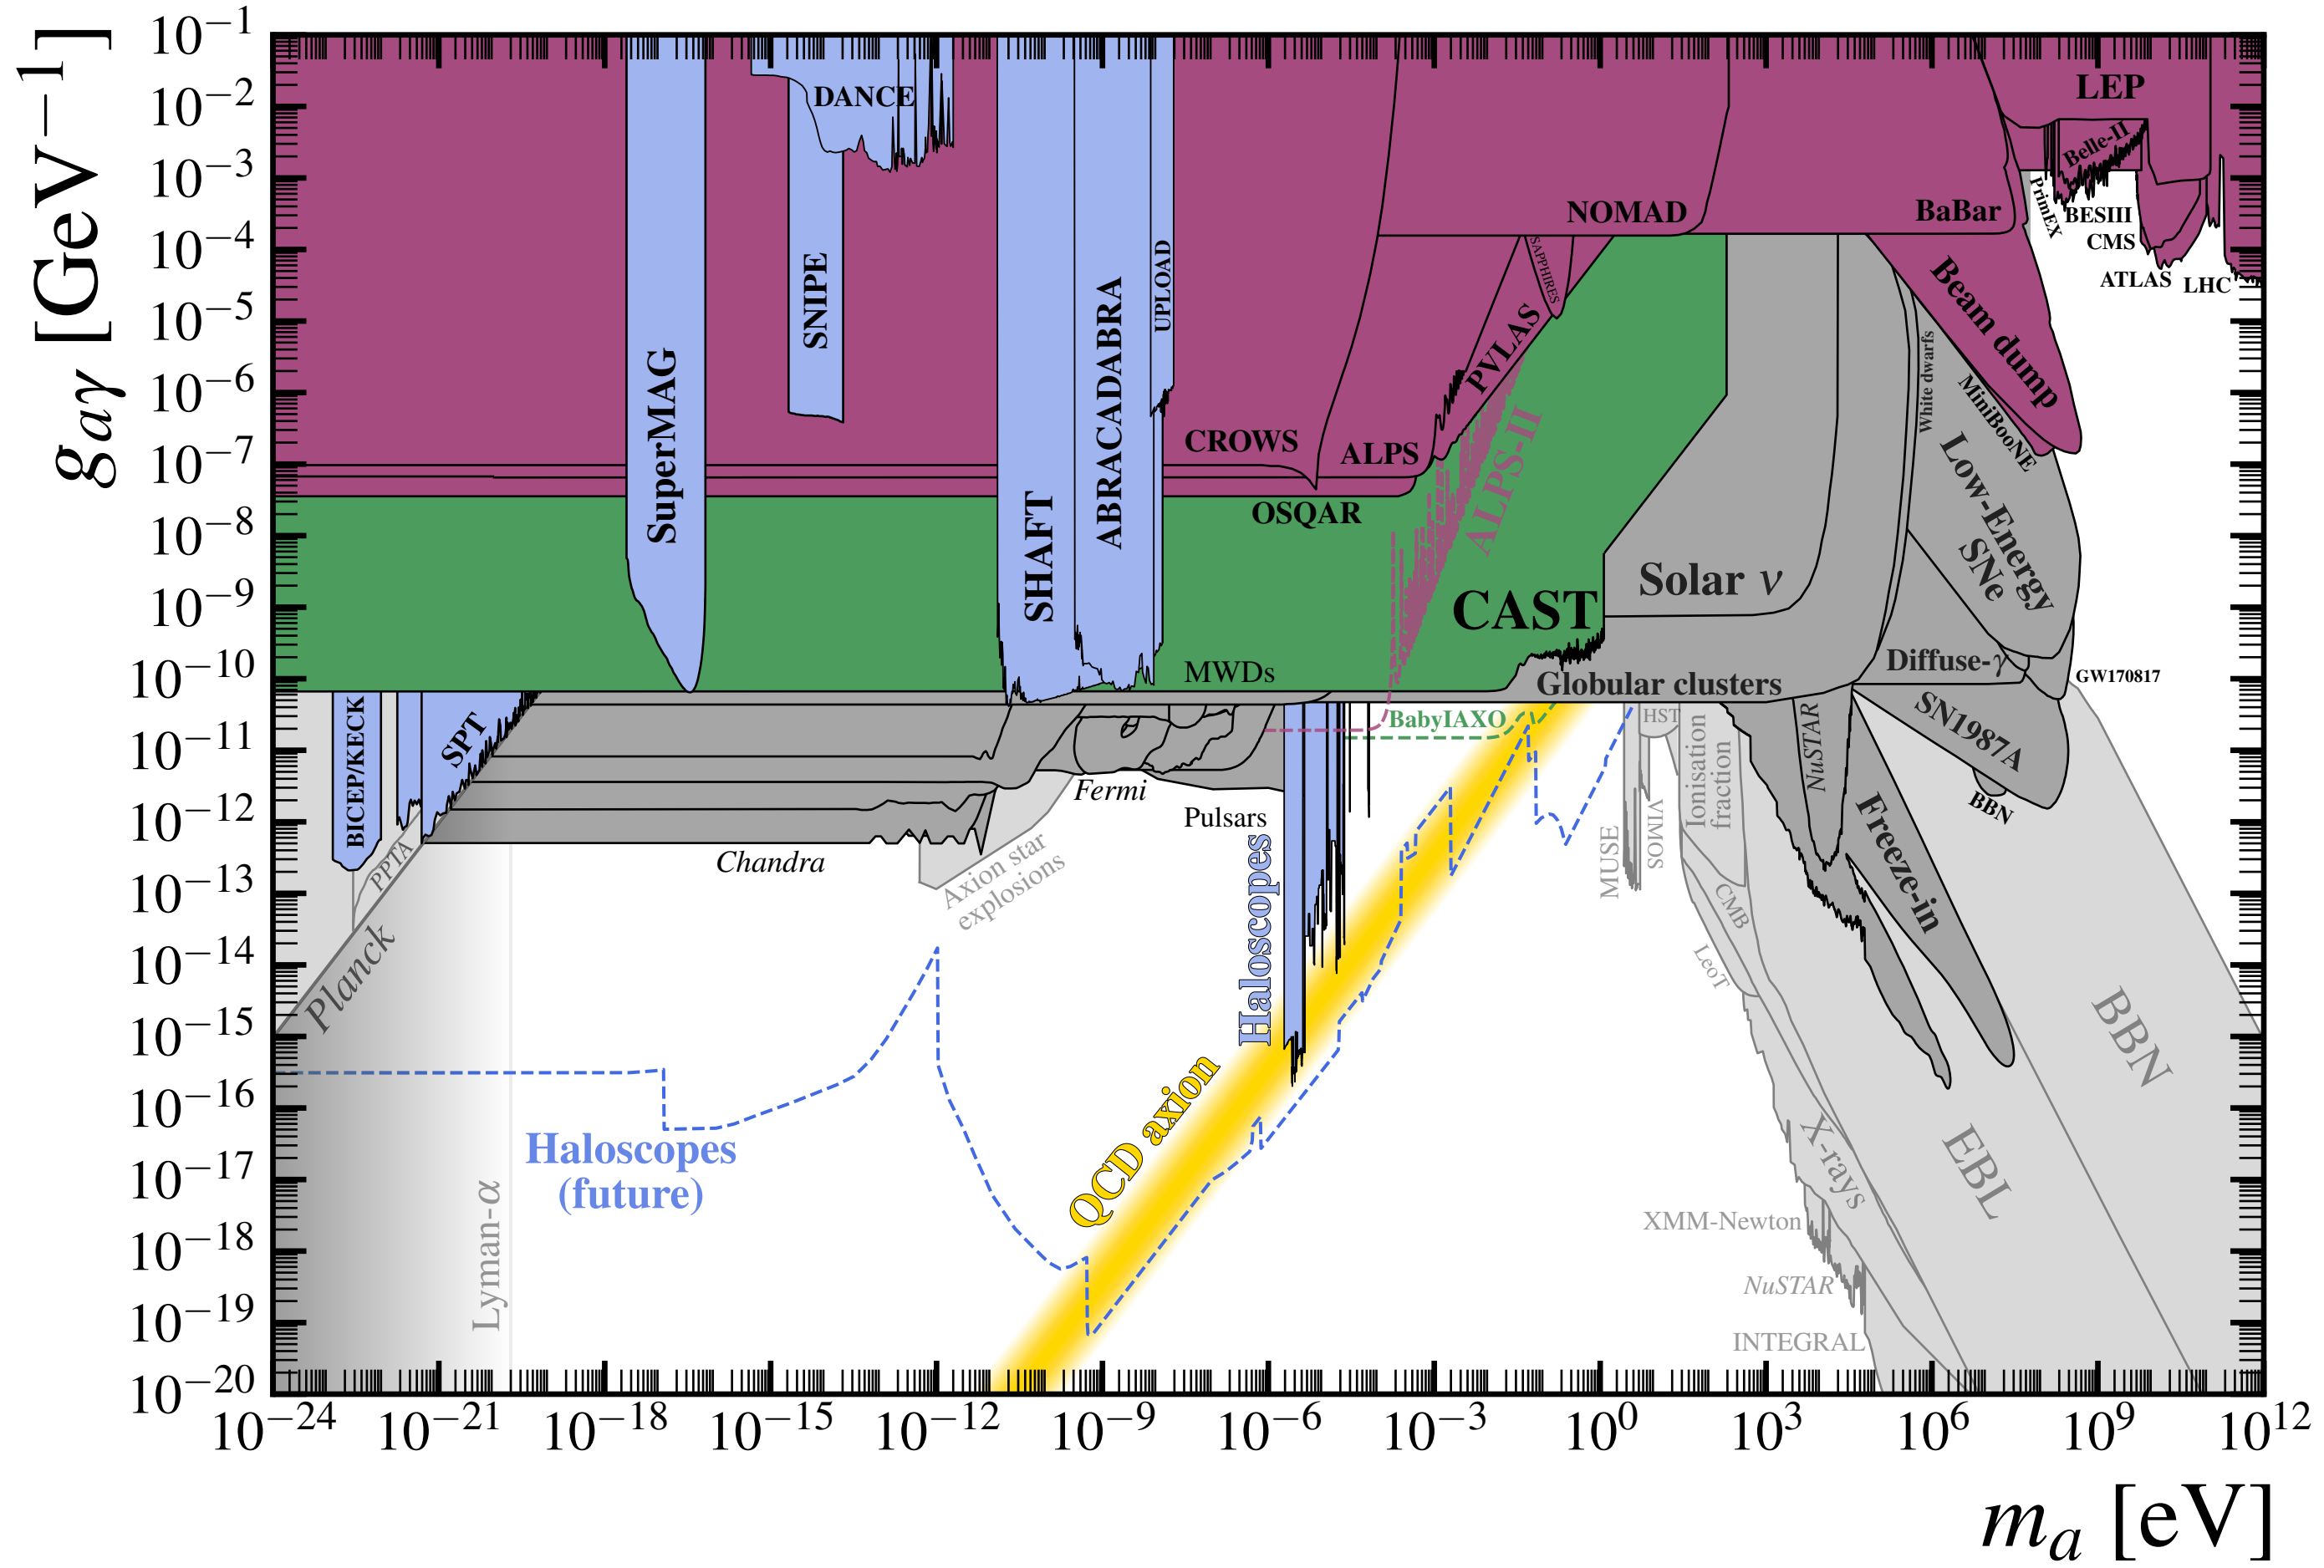 g_{aγ} [GeV^{−1}]
10^{−1}
10^{−2}
10^{−3}
10^{−4}
10^{−5}
10^{−6}
10^{−7}
10^{−8}
10^{−9}
10^{−10}
10^{−11}
10^{−12}
10^{−13}
10^{−14}
10^{−15}
10^{−16}
10^{−17}
10^{−18}
10^{−19}
10^{−20}
LEP
DANCE
Belle-II
PrimEX
BESIII
CMS
ATLAS
LHC
NOMAD
BaBar
SNIPE
UPLOAD
SAPPHIRES
Beam dump
SuperMAG
ABRACADABRA
PVLAS
White dwarfs
MiniBooNE
CROWS
ALPS
OSQAR
ALPS-II
Low-Energy
SNe
SHAFT
CAST
Solar ν
MWDs
Globular clusters
Diffuse-γ
GW170817
BICEP/KECK
SPT
BabyIAXO
HST
Ionisation
fraction
NuSTAR
SN1987A
BBN
Fermi
Pulsars
PPTA
Chandra
Axion star
explosions
Haloscopes
MUSE
VIMOS
CMB
LeoT
Freeze-in
Planck
BBN
QCD axion
Haloscopes
(future)
Lyman-α
X-rays
EBL
XMM-Newton
NuSTAR
INTEGRAL
10^{−24}
10^{−21}
10^{−18}
10^{−15}
10^{−12}
10^{−9}
10^{−6}
10^{−3}
10^{0}
10^{3}
10^{6}
10^{9}
10^{12}
m_a [eV]